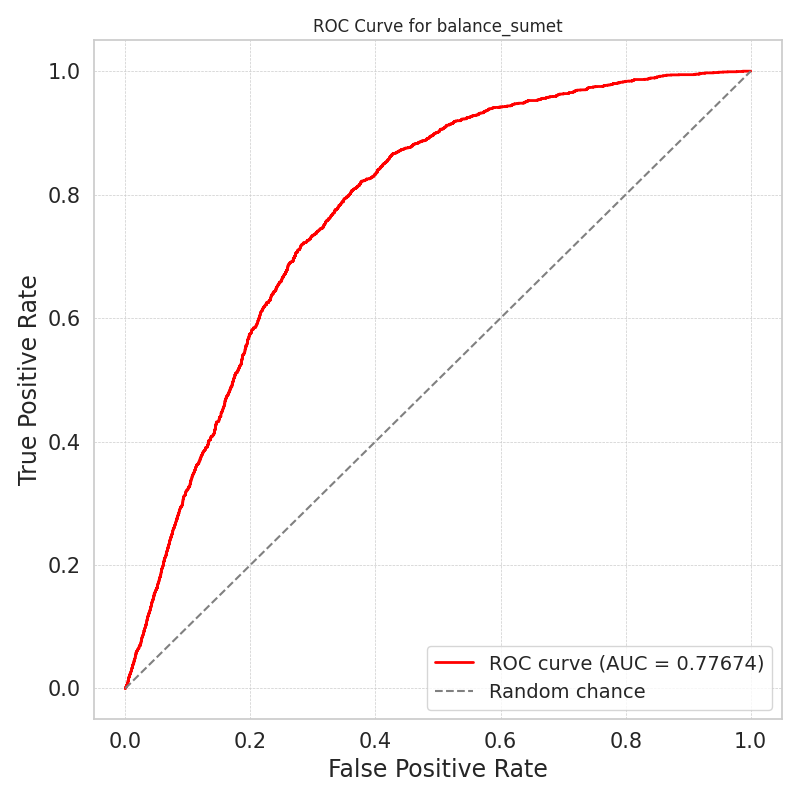 ROC Curve for balance_sumet
1.0
0.8
0.6
0.4
0.2
0.0
True Positive Rate
ROC curve (AUC = 0.77674)
Random chance
0.0 0.2 0.4 0.6 0.8 1.0
False Positive Rate